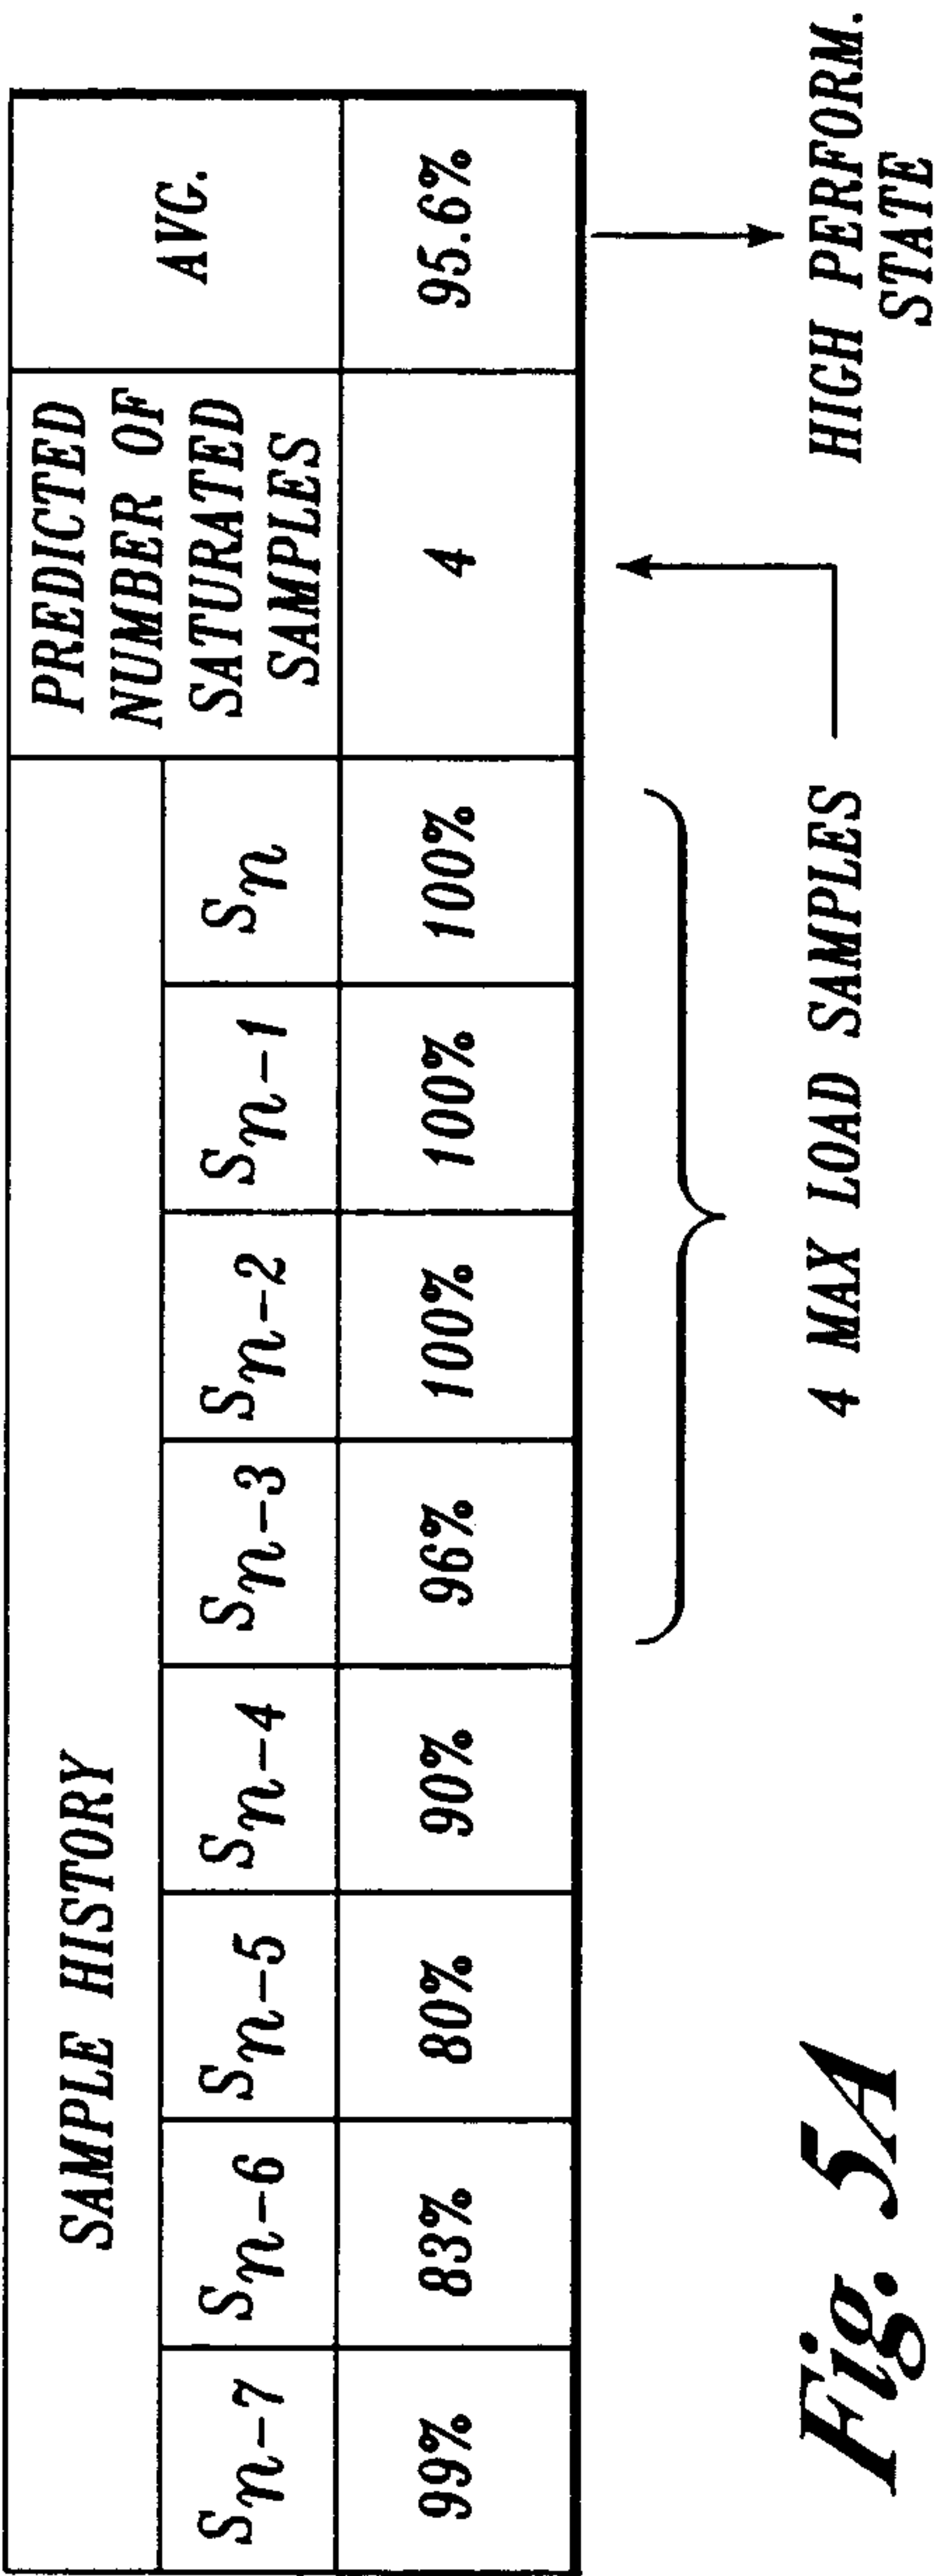 SAMPLE HISTORY
PREDICTED
NUMBER OF
SATURATED
SAMPLES
AVG.
Sn-7 Sn-6 Sn-5 Sn-4 Sn-3 Sn-2 Sn-1 Sn
99% 83% 80% 90% 96% 100% 100% 100% 4 95.6%
4 MAX LOAD SAMPLES
HIGH PERFORM.
STATE
Fig. 5A